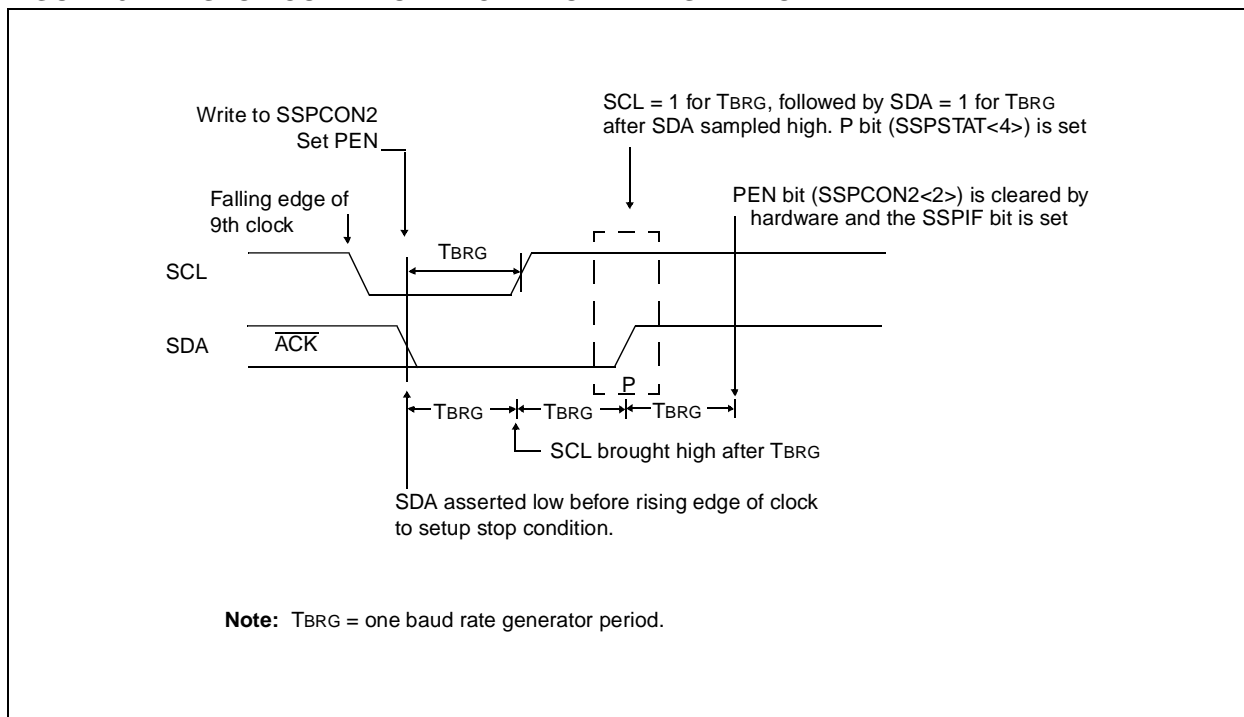 Write to SSPCON2
Set PEN
SCL = 1 for TBRG, followed by SDA = 1 for TBRG
after SDA sampled high. P bit (SSPSTAT<4>) is set
Falling edge of
9th clock
PEN bit (SSPCON2<2>) is cleared by
hardware and the SSPIF bit is set
TBRG
SCL
SDA
ACK
P
TBRG
TBRG
TBRG
SCL brought high after TBRG
SDA asserted low before rising edge of clock
to setup stop condition.
Note: TBRG = one baud rate generator period.